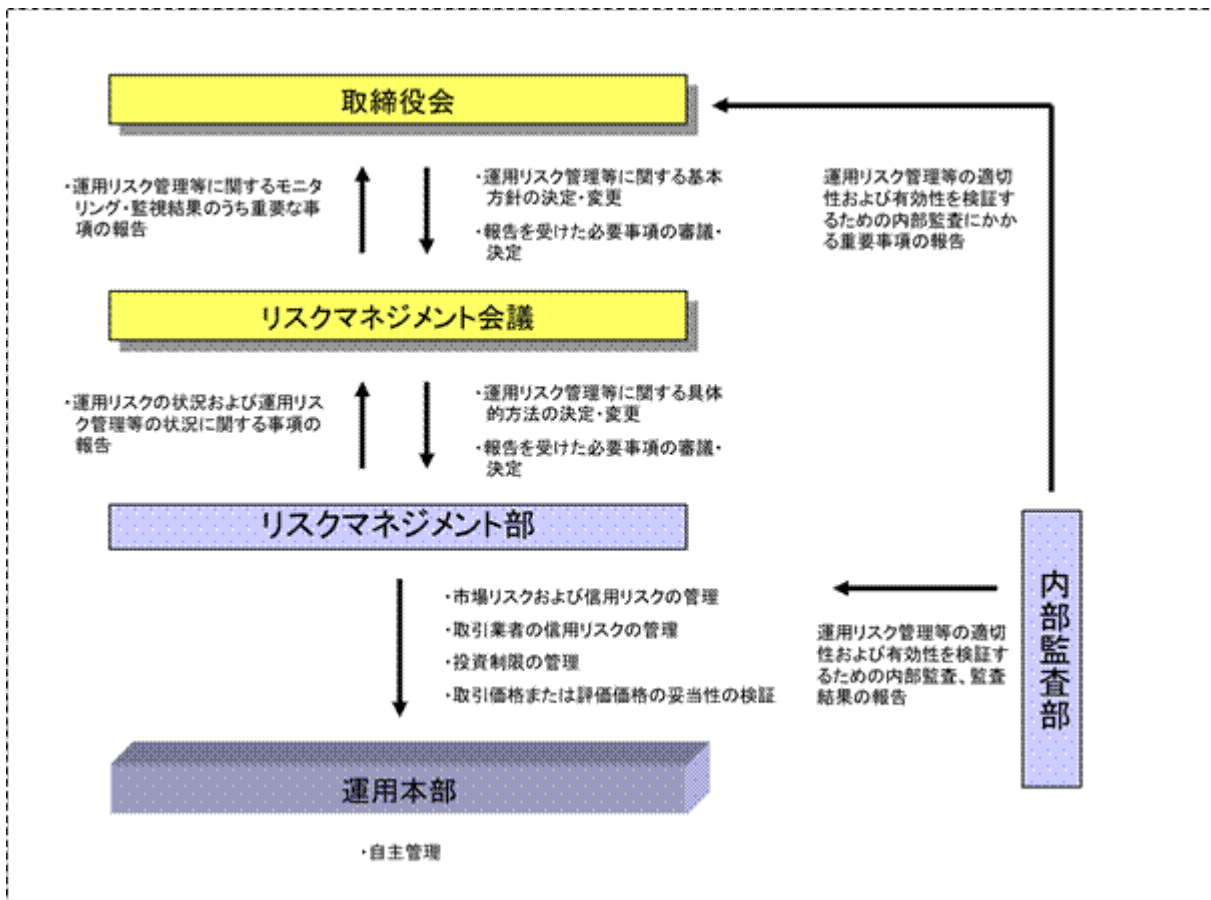 取締役会
・運用リスク管理等に関するモニ
タリング・監視結果のうち重要な事
項の報告
・運用リスク管理等に関する基本
方針の決定・変更
・報告を受けた必要事項の審議・
決定
運用リスク管理等の適切
性および有効性を検証す
るための内部監査にかか
る重要事項の報告
リスクマネジメント会議
・運用リスクの状況および運用リス
ク管理等の状況に関する事項の
報告
・運用リスク管理等に関する具体
的方法の決定・変更
・報告を受けた必要事項の審議・
決定
リスクマネジメント部
・市場リスクおよび信用リスクの管理
・取引業者の信用リスクの管理
・投資制限の管理
・取引価格または評価価格の妥当性の検証
運用リスク管理等の適切
性および有効性を検証す
るための内部監査、監査
結果の報告
内部監査部
運用本部
・自主管理